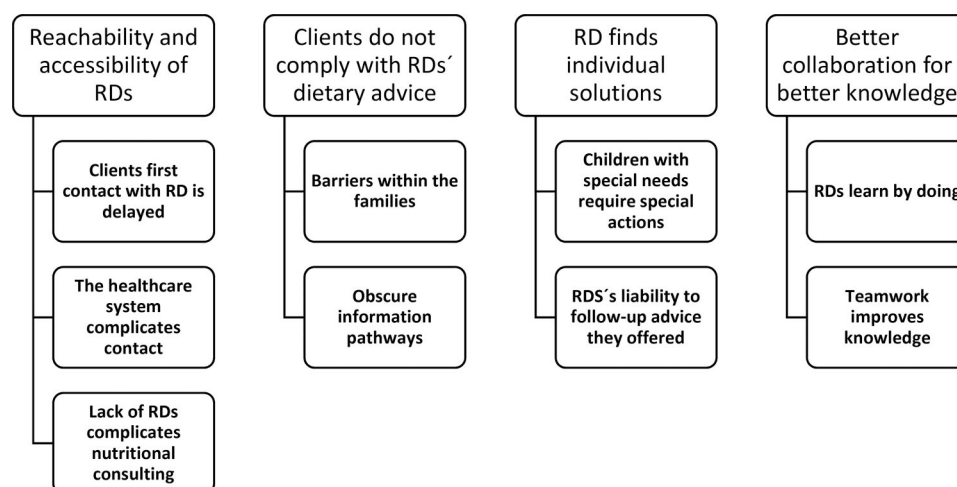 Reachability and
accessibility of
RDs
Clients first
contact with RD is
delayed
The healthcare
system
complicates
contact
Lack of RDs
complicates
nutritional
consulting
Clients do not
comply with RDs´
dietary advice
Barriers within the
families
Obscure
information
pathways
RD finds
individual
solutions
Children with
special needs
require special
actions
RDS´s liability to
follow-up advice
they offered
Better
collaboration for
better knowledge
RDs learn by doing
Teamwork
improves
knowledge